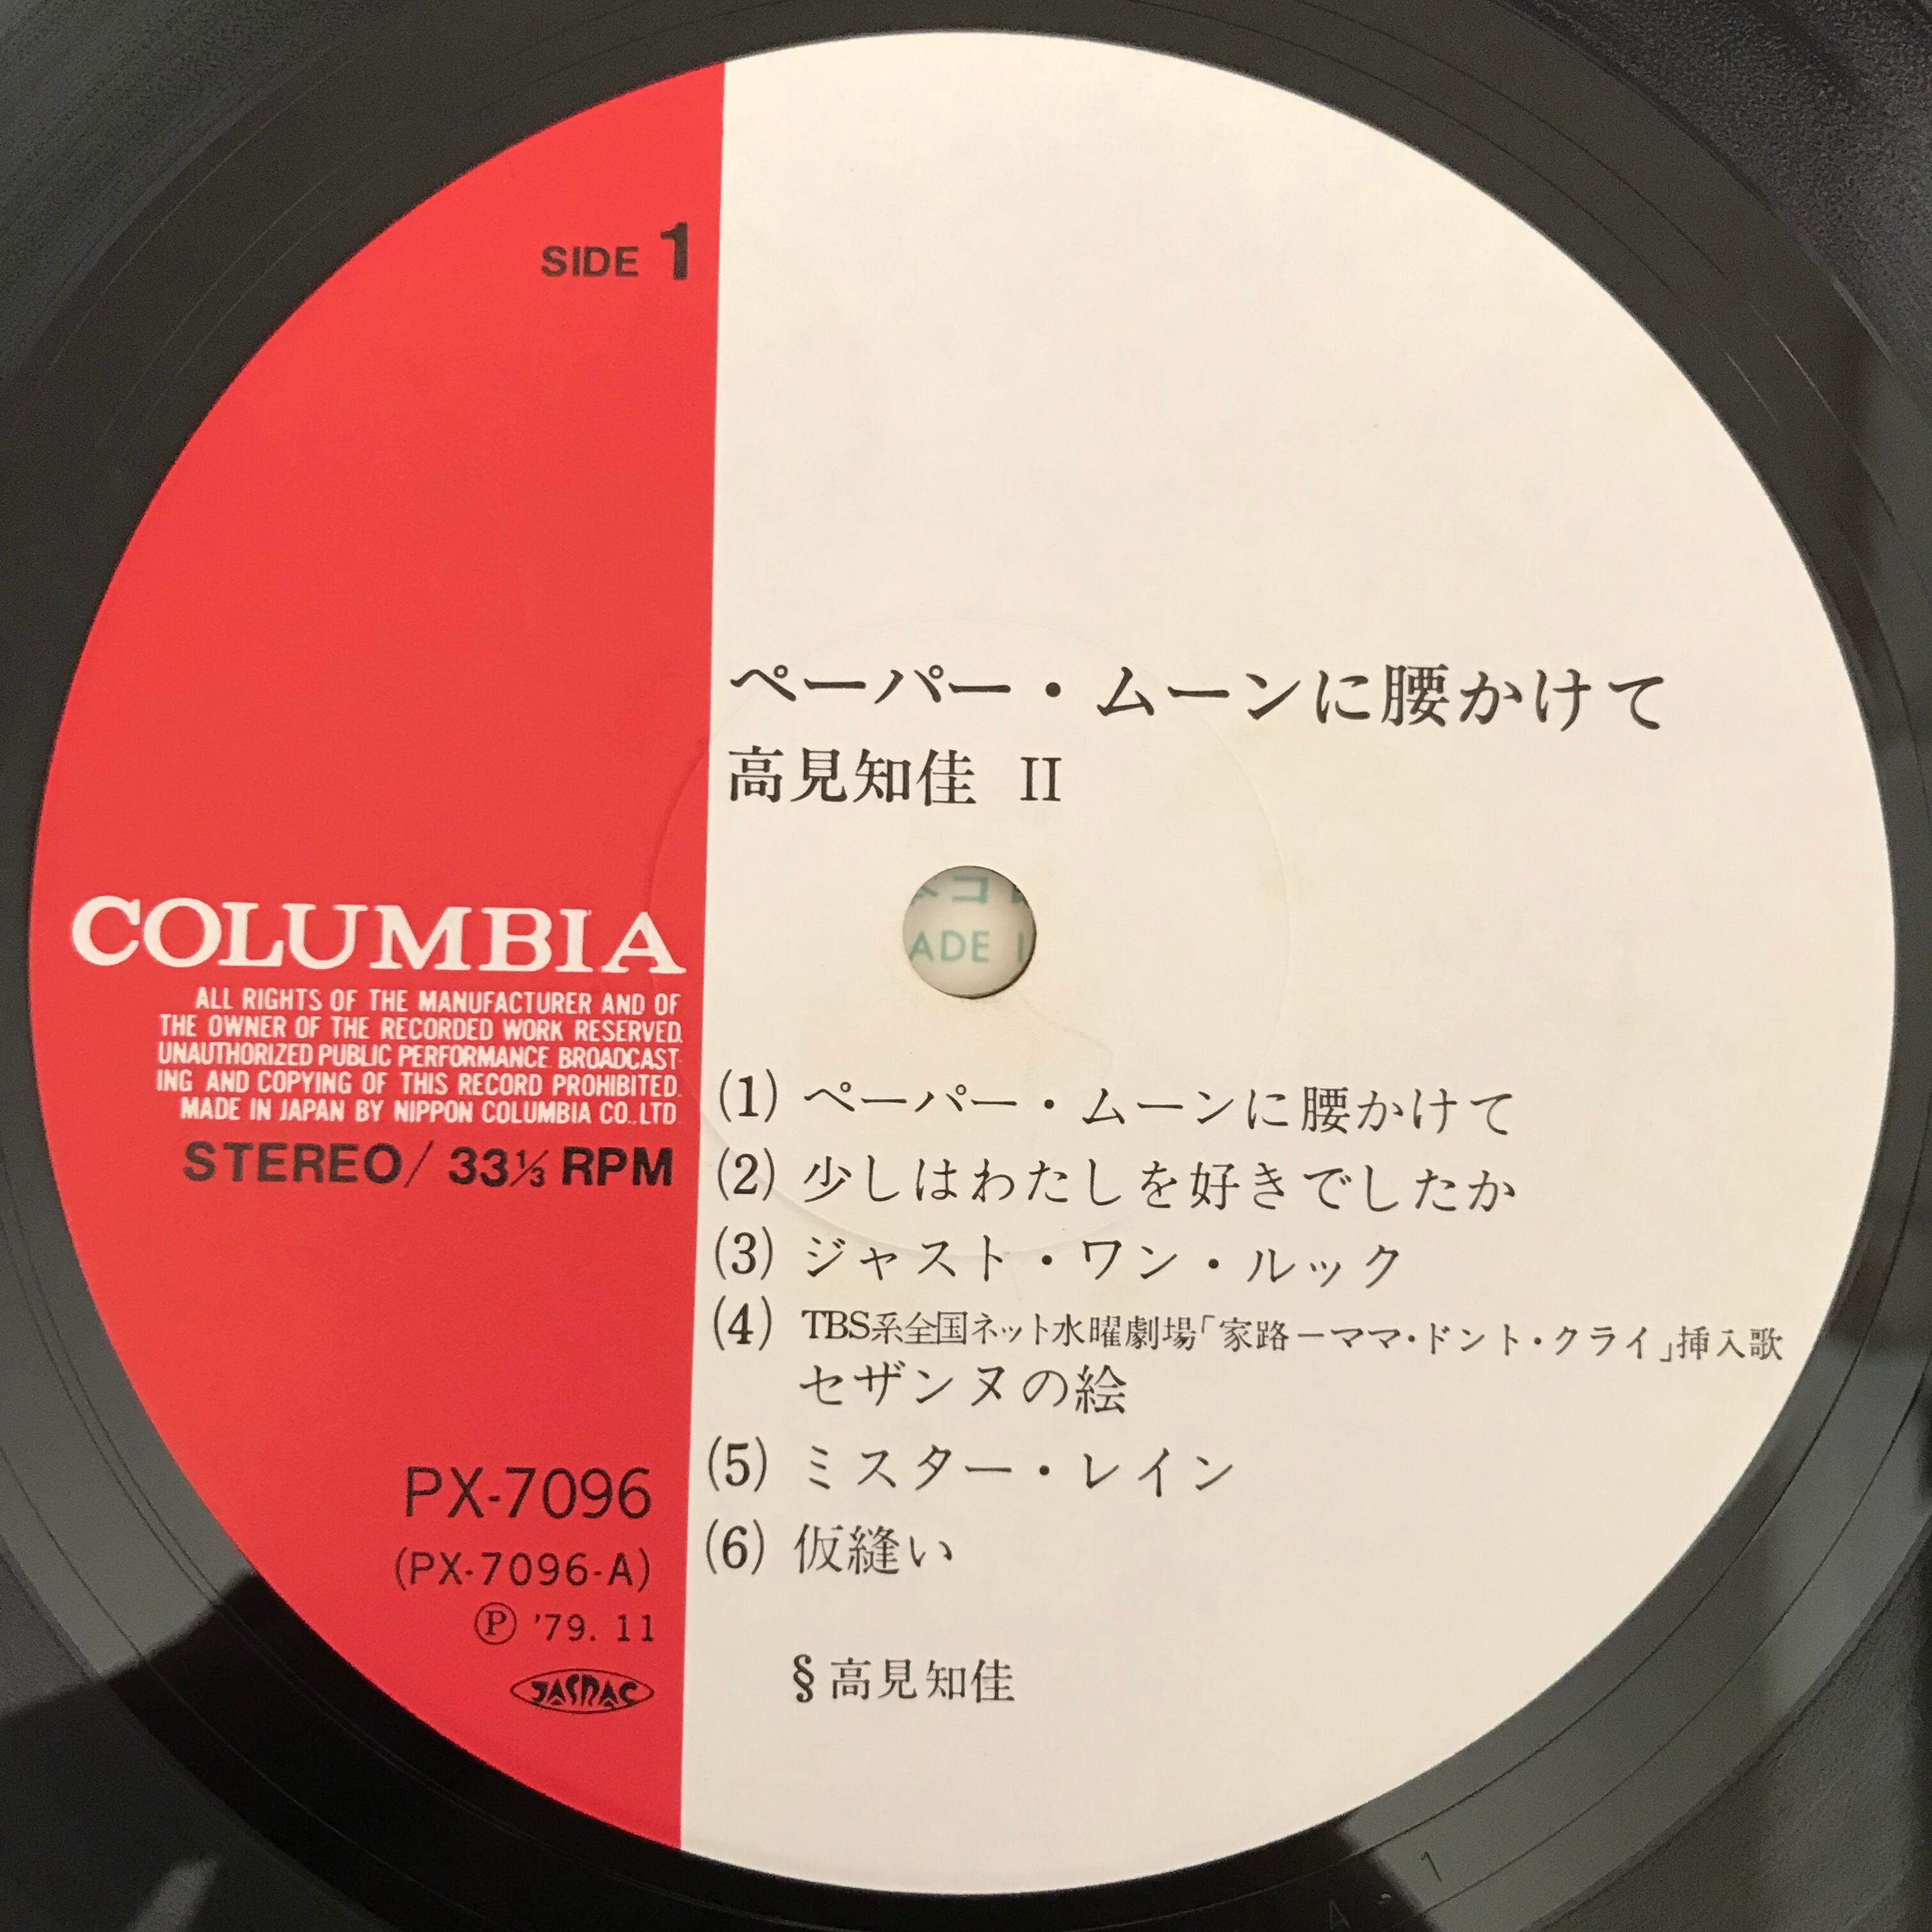 SIDE 1
ペーパー・ムーンに腰かけて
高見知佳 II
COLUMBIA
ALL RIGHTS OF THE MANUFACTURER AND OF
THE OWNER OF THE RECORDED WORK RESERVED.
UNAUTHORIZED PUBLIC PERFORMANCE BROADCAST-
ING AND COPYING OF THIS RECORD PROHIBITED.
MADE IN JAPAN BY NIPPON COLUMBIA CO., LTD
STEREO/ 33⅓ RPM
PX-7096
(PX-7096-A)
Ⓟ '79. 11
JASRAC
ADE I
(1) ペーパー・ムーンに腰かけて
(2) 少しはわたしを好きでしたか
(3) ジャスト・ワン・ルック
(4) TBS系全国ネット水曜劇場「家路−ママ・ドント・クライ」挿入歌
セザンヌの絵
(5) ミスター・レイン
(6) 仮縫い
§高見知佳
A-1